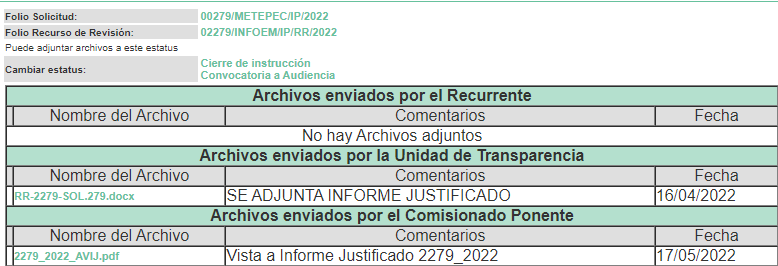 Folio Solicitud: 00279/METEPEC/IP/2022
Folio Recurso de Revisión: 02279/INFOEM/IP/RR/2022
Puede adjuntar archivos a este estatus
Cambiar estatus: Cierre de instrucción
Convocatoria a Audiencia
Archivos enviados por el Recurrente
Nombre del Archivo Comentarios Fecha
No hay Archivos adjuntos
Archivos enviados por la Unidad de Transparencia
Nombre del Archivo Comentarios Fecha
RR-2279-SOL.279.docx SE ADJUNTA INFORME JUSTIFICADO 16/04/2022
Archivos enviados por el Comisionado Ponente
Nombre del Archivo Comentarios Fecha
2279_2022_AVIJ.pdf Vista a Informe Justificado 2279_2022 17/05/2022